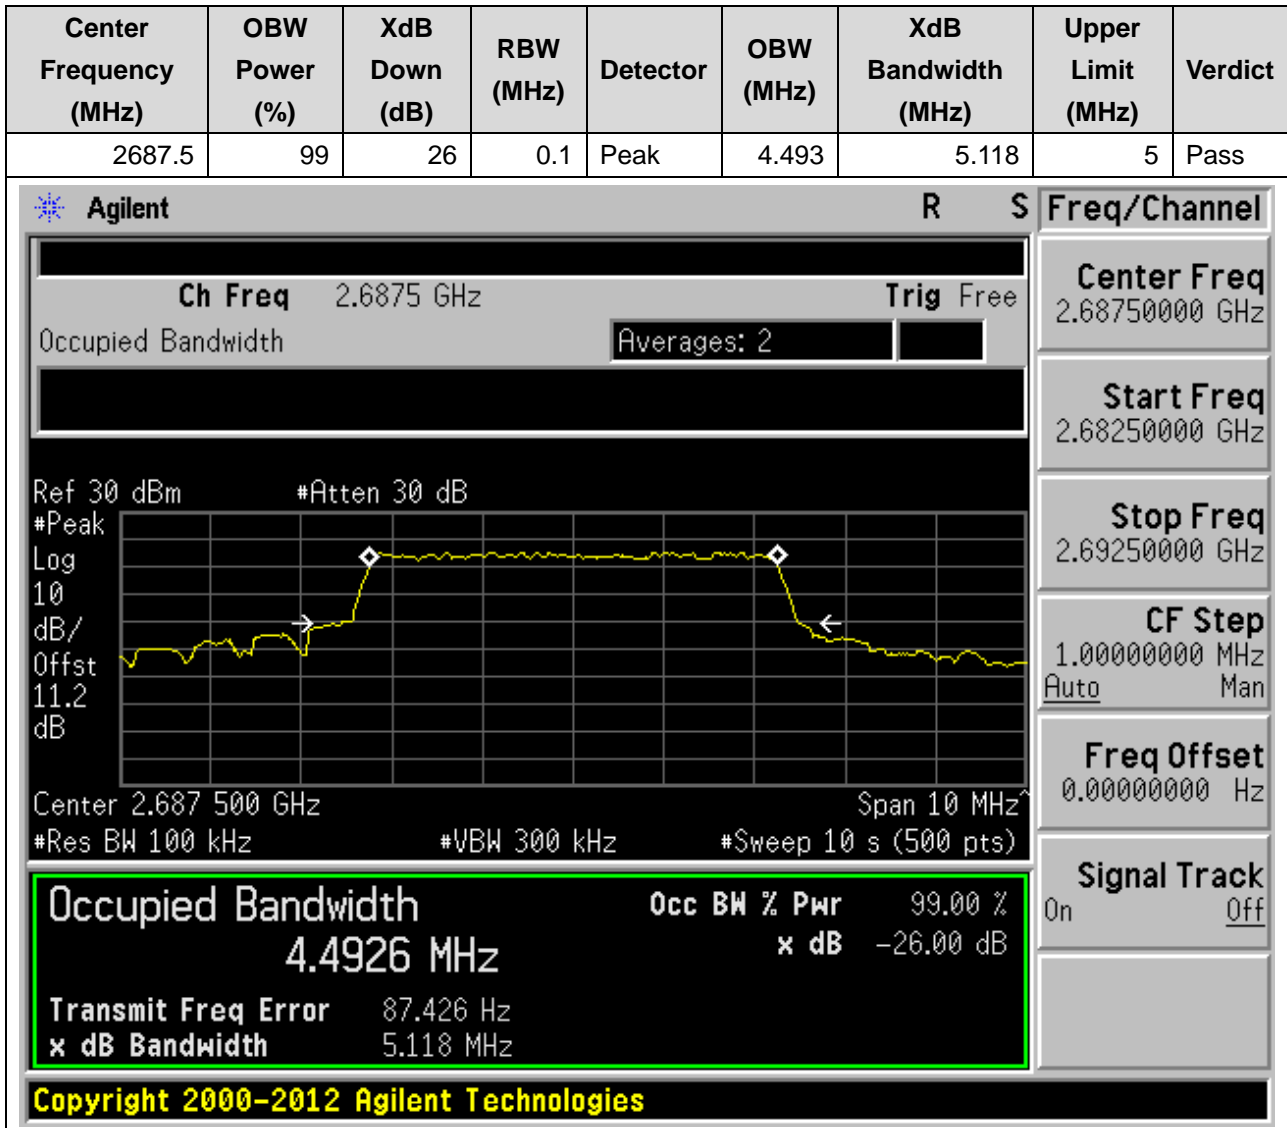 Center Frequency (MHz) OBW Power (%) XdB Down (dB) RBW (MHz) Detector OBW (MHz) XdB Bandwidth (MHz) Upper Limit (MHz) Verdict
2687.5 99 26 0.1 Peak 4.493 5.118 5 Pass
Agilent R S Freq/Channel
Ch Freq 2.6875 GHz Trig Free
Occupied Bandwidth Averages: 2
Center Freq
2.68750000 GHz
Start Freq
2.68250000 GHz
Stop Freq
2.69250000 GHz
CF Step
1.00000000 MHz
Auto Man
Freq Offset
0.00000000 Hz
Signal Track
On Off
Ref 30 dBm #Atten 30 dB
#Peak
Log
10
dB/
Offst
11.2
dB
Center 2.687 500 GHz Span 10 MHz^
#Res BW 100 kHz #VBW 300 kHz #Sweep 10 s (500 pts)
Occupied Bandwidth Occ BW % Pwr 99.00 %
4.4926 MHz x dB -26.00 dB
Transmit Freq Error 87.426 Hz
x dB Bandwidth 5.118 MHz
Copyright 2000-2012 Agilent Technologies